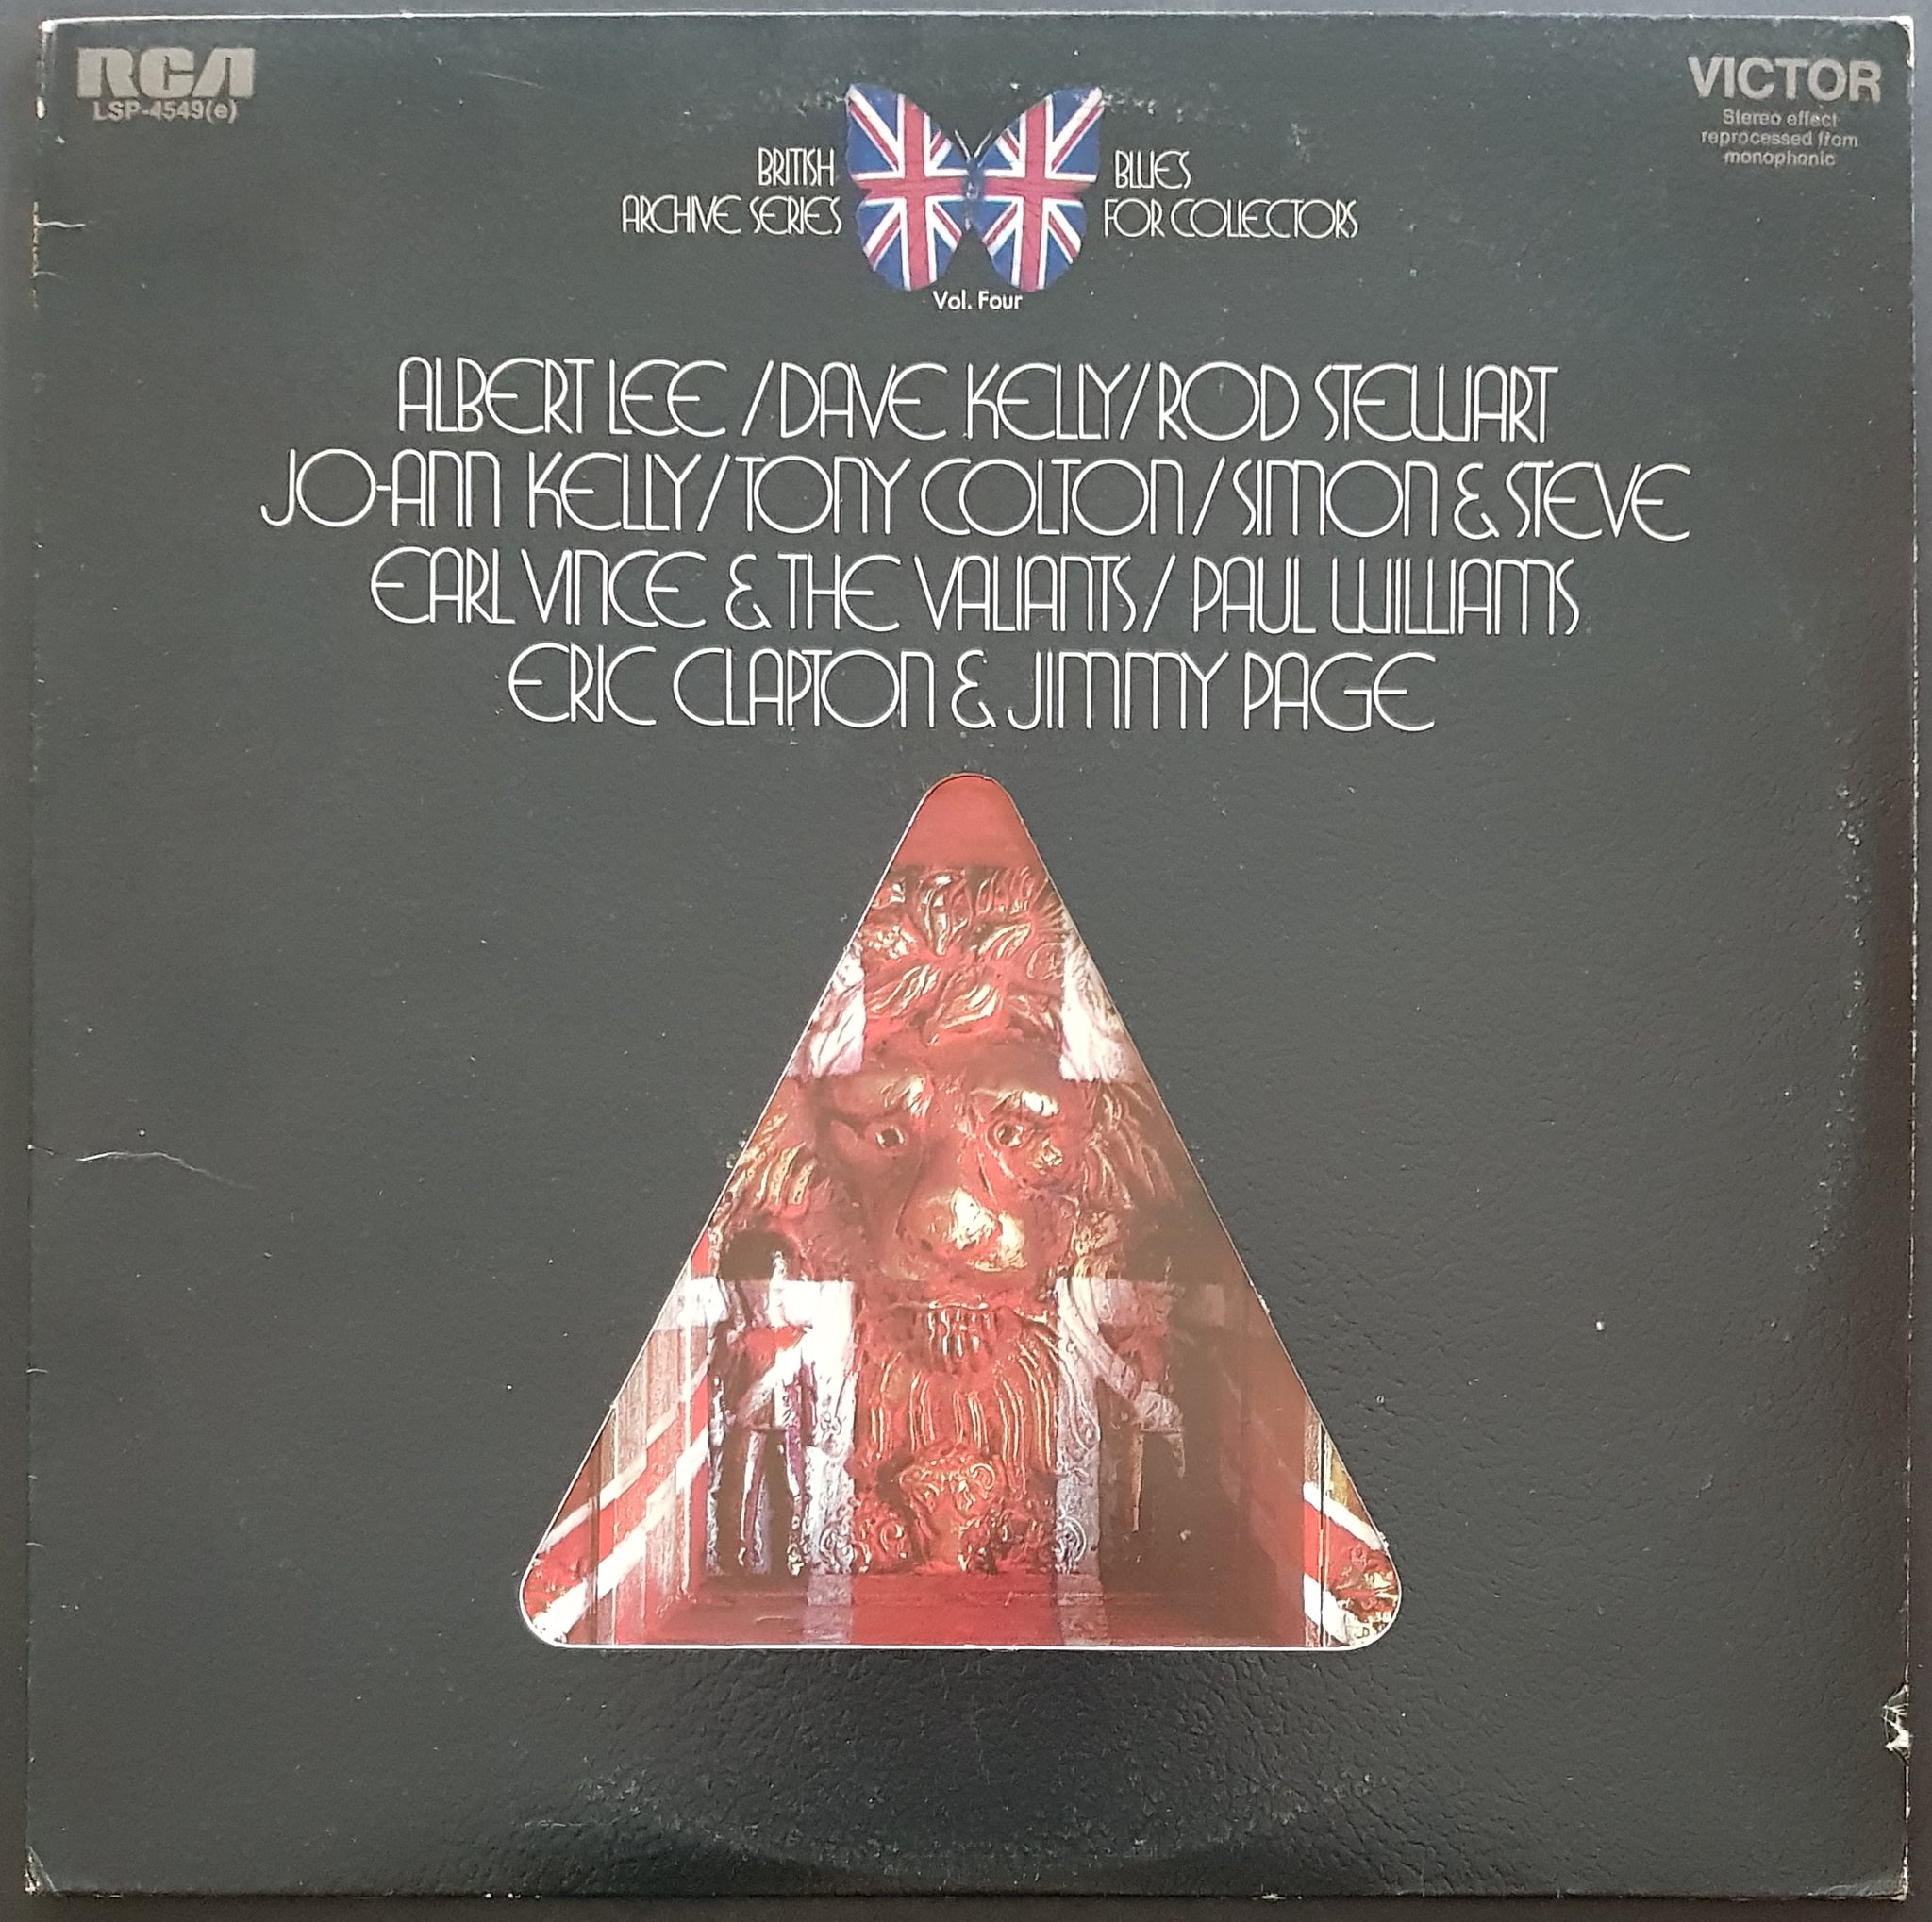 RCA
LSP-4549(e)
VICTOR
Stereo effect
reprocessed from
monophonic
BRITISH
ARCHIVE SERIES
BLUES
FOR COLLECTORS
Vol. Four
ALBERT LEE / DAVE KELLY / ROD STEWART
JO-ANN KELLY / TONY COLTON / SIMON & STEVE
EARL VINCE & THE VALIANTS / PAUL WILLIAMS
ERIC CLAPTON & JIMMY PAGE